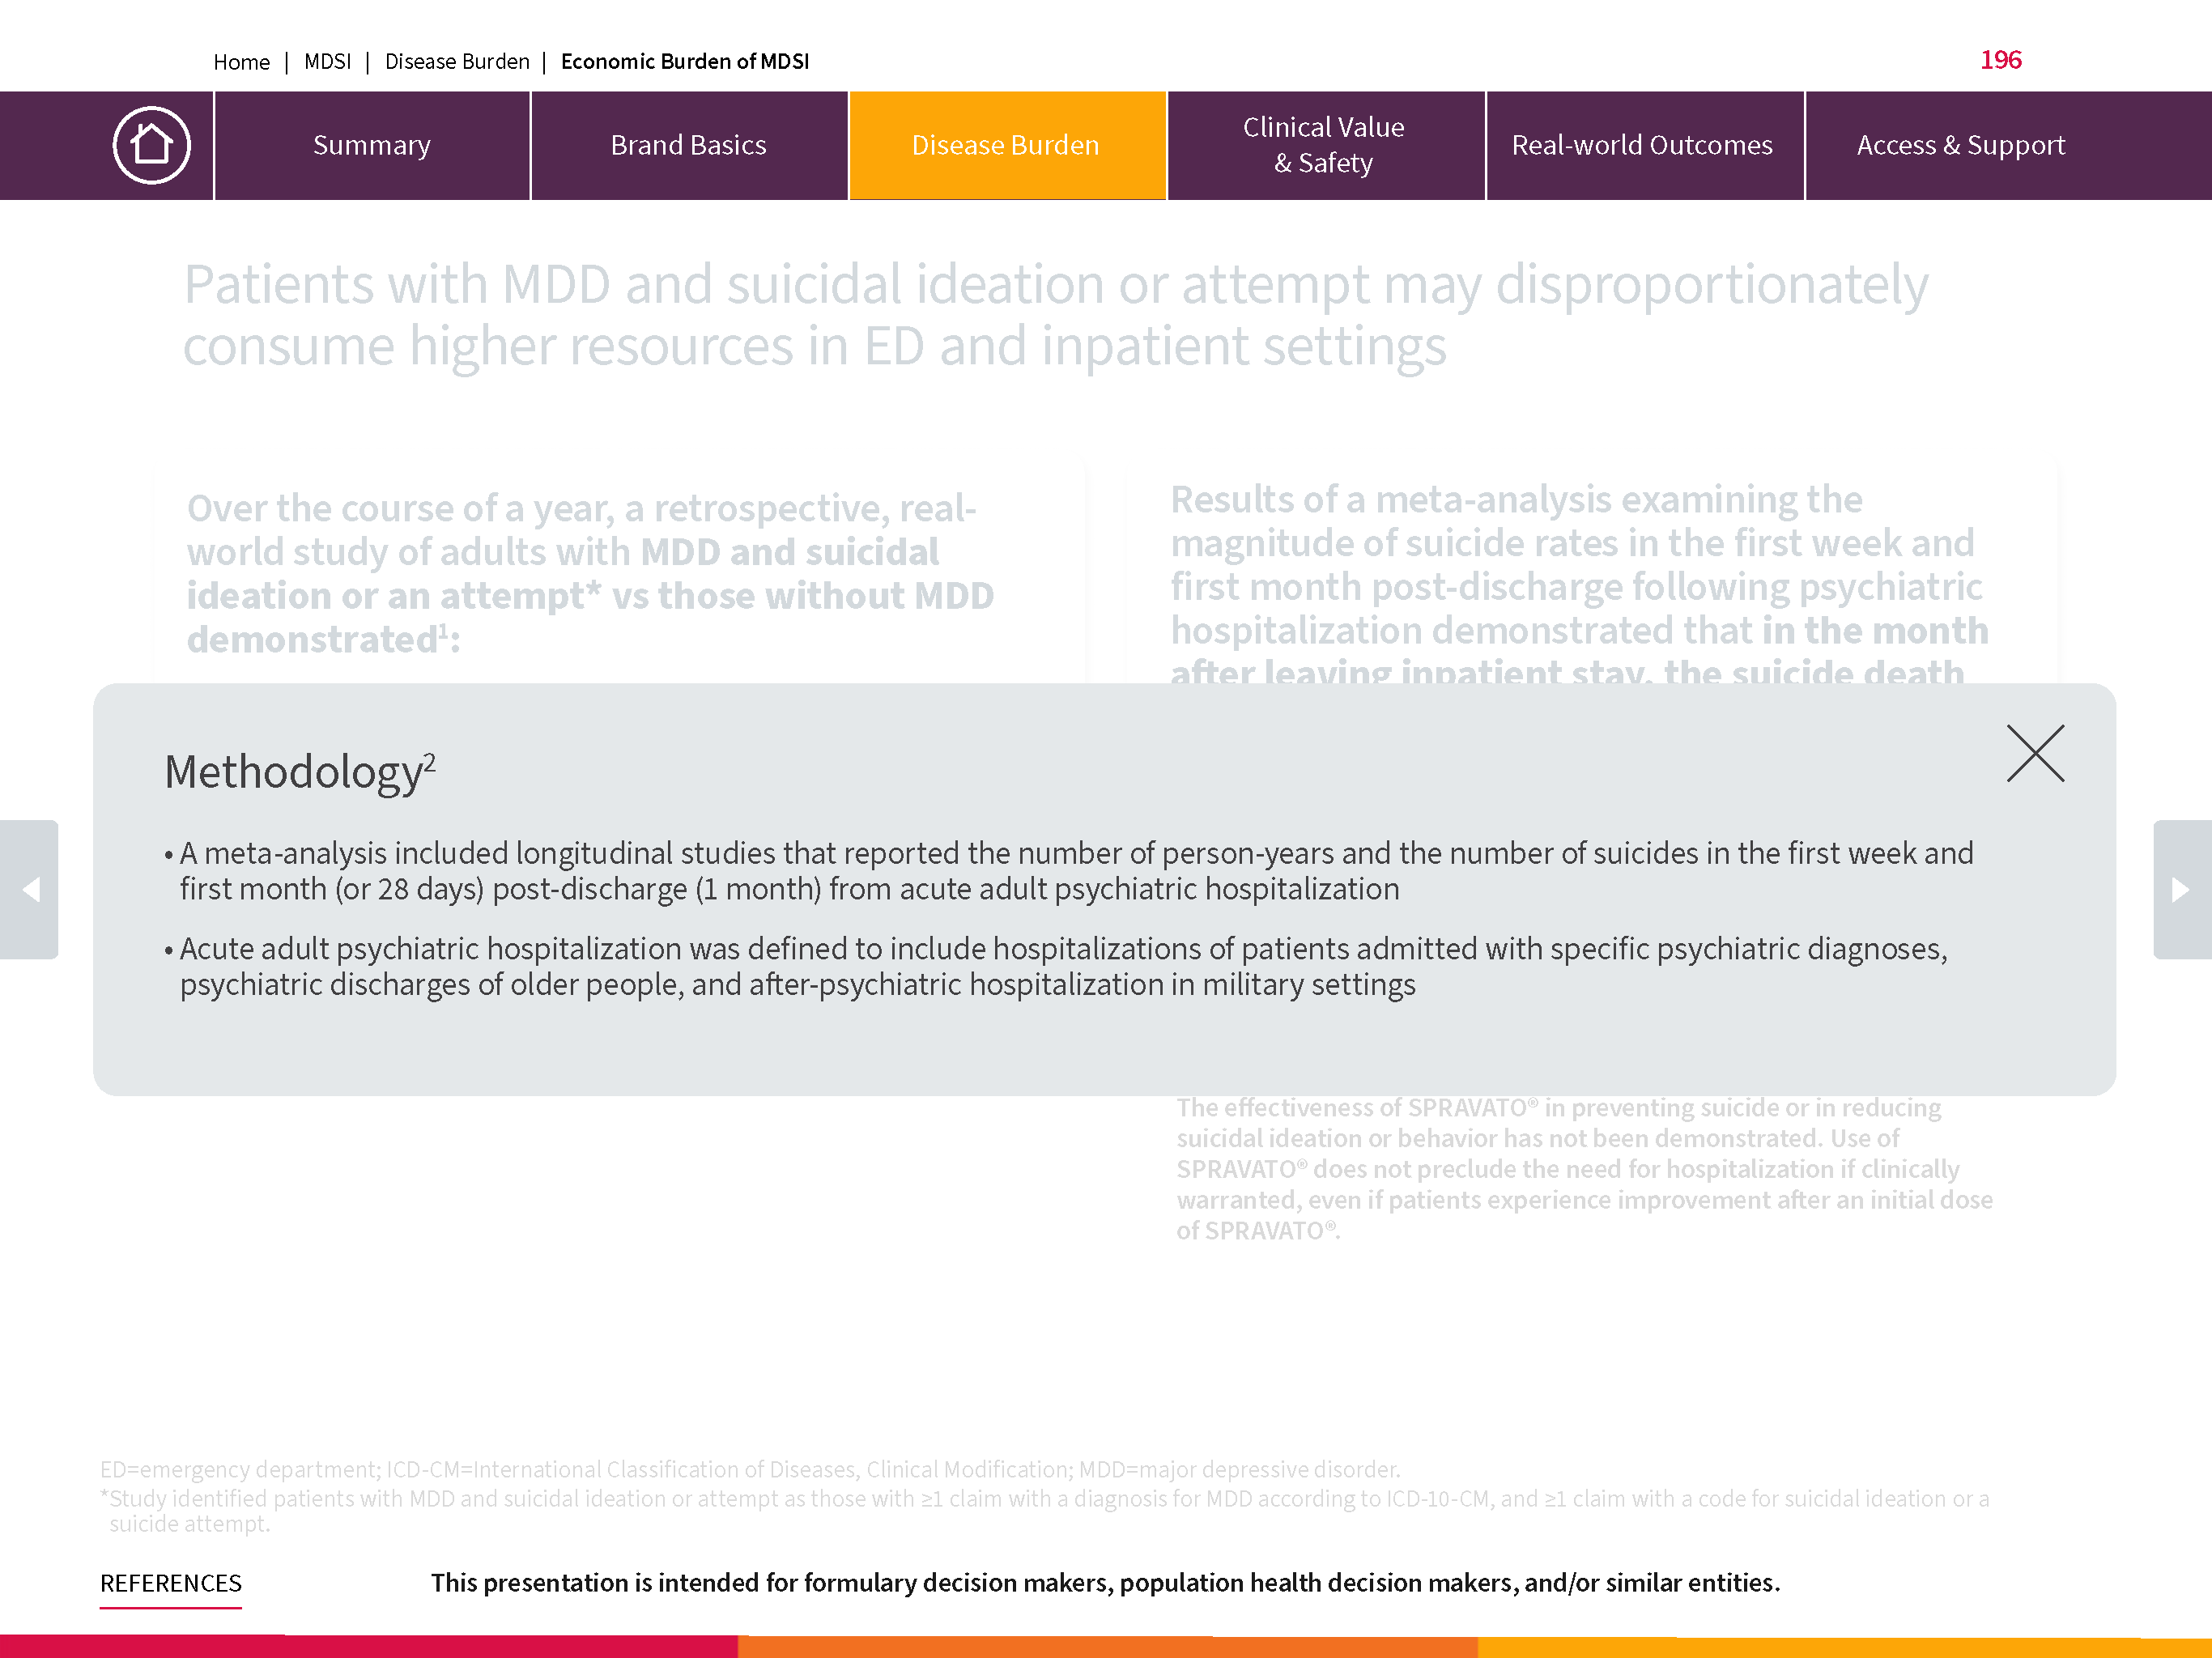 Home | MDSI | Disease Burden | Economic Burden of MDSI
196
Summary
Brand Basics
Disease Burden
Clinical Value
& Safety
Real-world Outcomes
Access & Support
Patients with MDD and suicidal ideation or attempt may disproportionately
consume higher resources in ED and inpatient settings
Over the course of a year, a retrospective, real-
world study of adults with MDD and suicidal
ideation or an attempt* vs those without MDD
demonstrated¹:
Results of a meta-analysis examining the
magnitude of suicide rates in the first week and
first month post-discharge following psychiatric
hospitalization demonstrated that in the month
after leaving inpatient stay, the suicide death
Methodology²
• A meta-analysis included longitudinal studies that reported the number of person-years and the number of suicides in the first week and
first month (or 28 days) post-discharge (1 month) from acute adult psychiatric hospitalization
• Acute adult psychiatric hospitalization was defined to include hospitalizations of patients admitted with specific psychiatric diagnoses,
psychiatric discharges of older people, and after-psychiatric hospitalization in military settings
The effectiveness of SPRAVATO® in preventing suicide or in reducing
suicidal ideation or behavior has not been demonstrated. Use of
SPRAVATO® does not preclude the need for hospitalization if clinically
warranted, even if patients experience improvement after an initial dose
of SPRAVATO®.
ED=emergency department; ICD-CM=International Classification of Diseases, Clinical Modification; MDD=major depressive disorder.
*Study identified patients with MDD and suicidal ideation or attempt as those with ≥1 claim with a diagnosis for MDD according to ICD-10-CM, and ≥1 claim with a code for suicidal ideation or a
suicide attempt.
REFERENCES
This presentation is intended for formulary decision makers, population health decision makers, and/or similar entities.